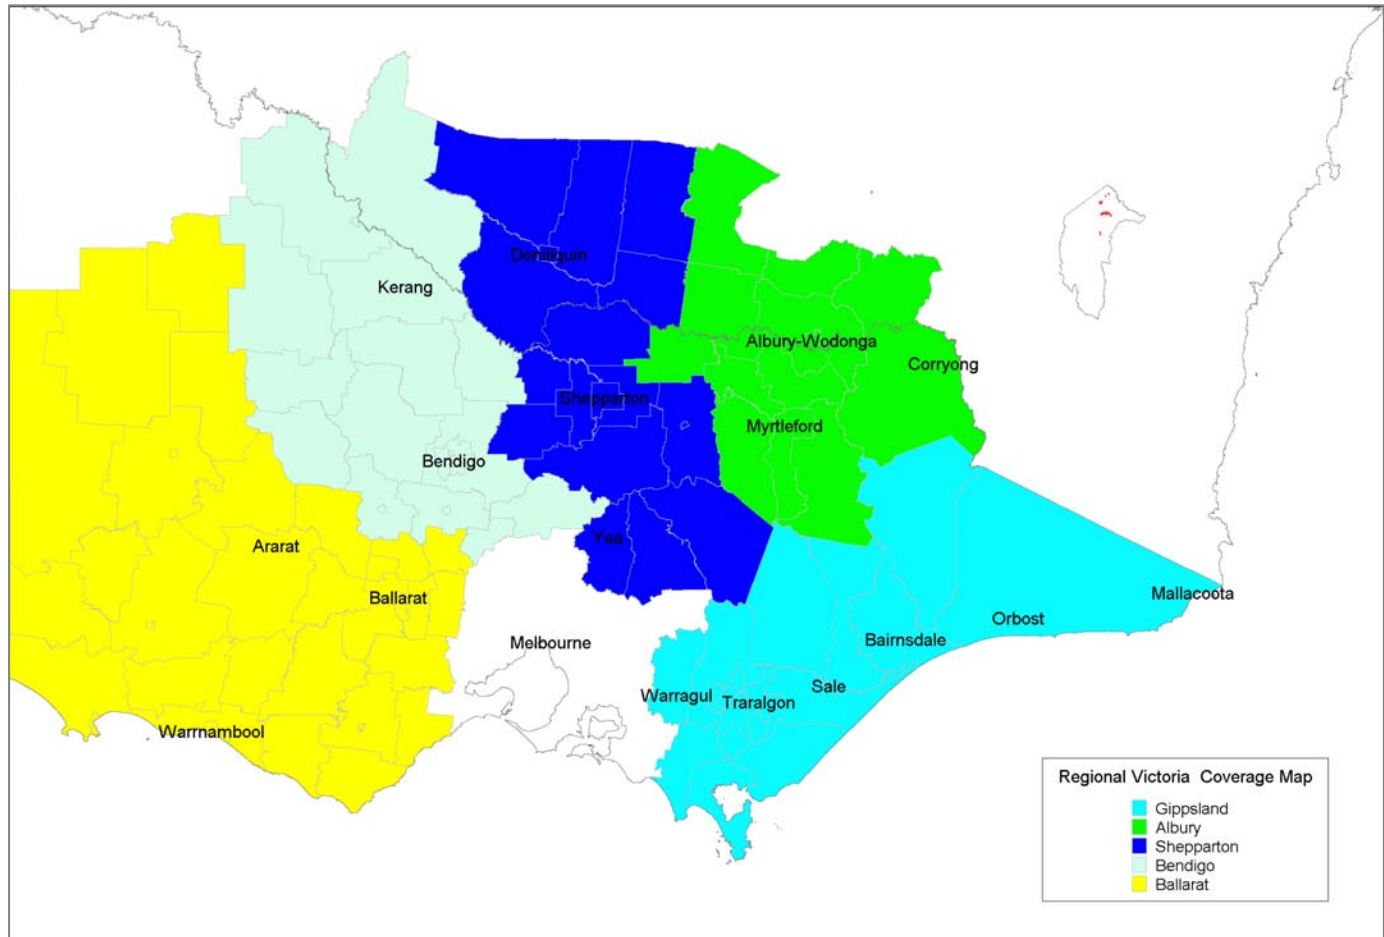 Deniliquin
Kerang
Albury-Wodonga
Corryong
Shepparton
Myrtleford
Bendigo
Yea
Ararat
Ballarat
Mallacoota
Orbost
Melbourne
Bairnsdale
Sale
Warragul
Traralgon
Warrnambool
Regional Victoria Coverage Map
Gippsland
Albury
Shepparton
Bendigo
Ballarat